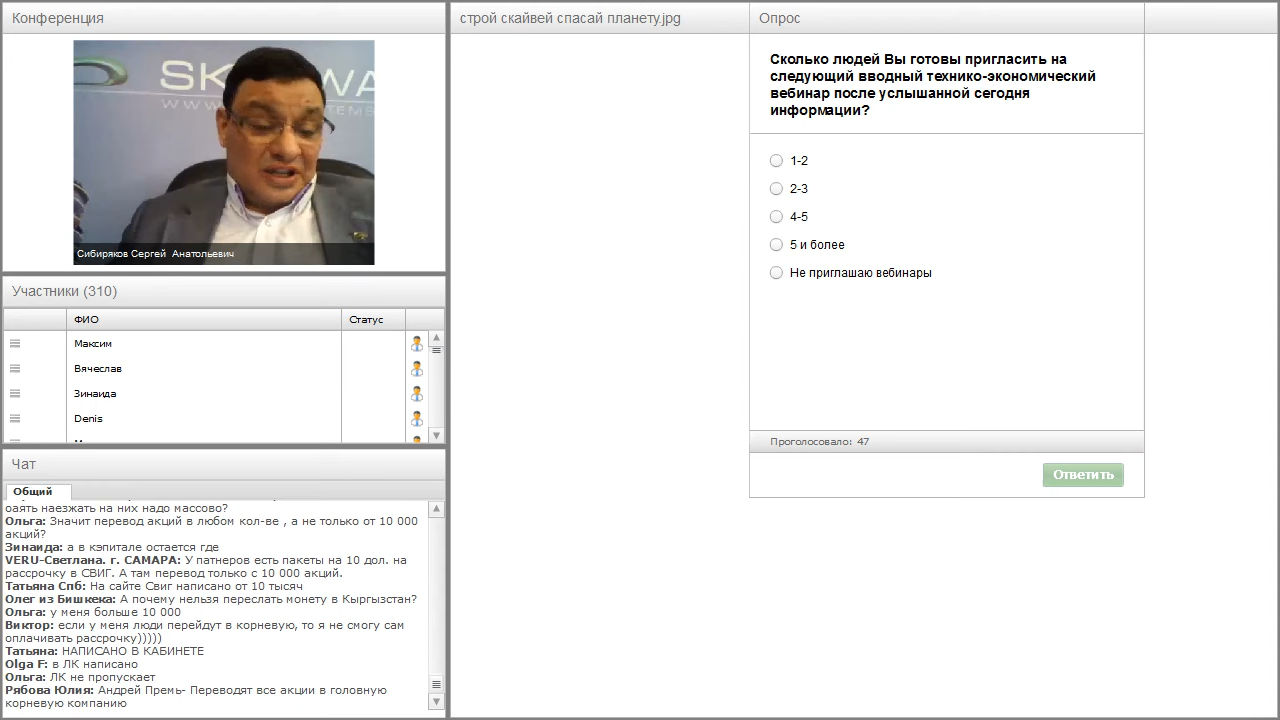 Конференция
SK WA
WWW
TEMS
Сибиряков Сергей Анатольевич
Участники (310)
ФИО
Статус
Максим
Вячеслав
Зинаида
Denis
Чат
Общий
оаять наезжать на них надо массово?
Ольга: Значит перевод акций в любом кол-ве , а не только от 10 000
акций?
Зинаида: а в кэпитале остается где
VERU-Светлана. г. САМАРА: У патнеров есть пакеты на 10 дол. на
рассрочку в СВИГ. А там перевод только с 10 000 акций.
Татьяна Спб: На сайте Свиг написано от 10 тысяч
Олег из Бишкека: А почему нельзя переслать монету в Кыргызстан?
Ольга: у меня больше 10 000
Виктор: если у меня люди перейдут в корневую, то я не смогу сам
оплачивать рассрочку)))))
Татьяна: НАПИСАНО В КАБИНЕТЕ
Olga F: в ЛК написано
Ольга: ЛК не пропускает
Рябова Юлия: Андрей Премь- Переводят все акции в головную
корневую компанию
строй скайвей спасай планету.jpg
Опрос
Сколько людей Вы готовы пригласить на
следующий вводный технико-экономический
вебинар после услышанной сегодня
информации?
1-2
2-3
4-5
5 и более
Не приглашаю вебинары
Проголосовало: 47
Ответить